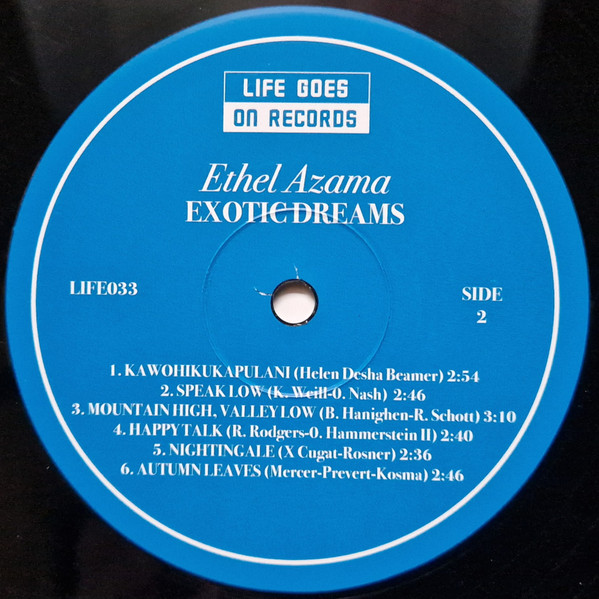 LIFE GOES
ON RECORDS
Ethel Azama
EXOTIC DREAMS
LIFE033
SIDE
2
1. KAWOHIKUKAPULANI (Helen Desha Beamer) 2:54
2. SPEAK LOW (K. Weill-O. Nash) 2:46
3. MOUNTAIN HIGH, VALLEY LOW (B. Hanighen-R. Schott) 3:10
4. HAPPY TALK (R. Rodgers-O. Hammerstein II) 2:40
5. NIGHTINGALE (X Cugat-Rosner) 2:36
6. AUTUMN LEAVES (Mercer-Prevert-Kosma) 2:46